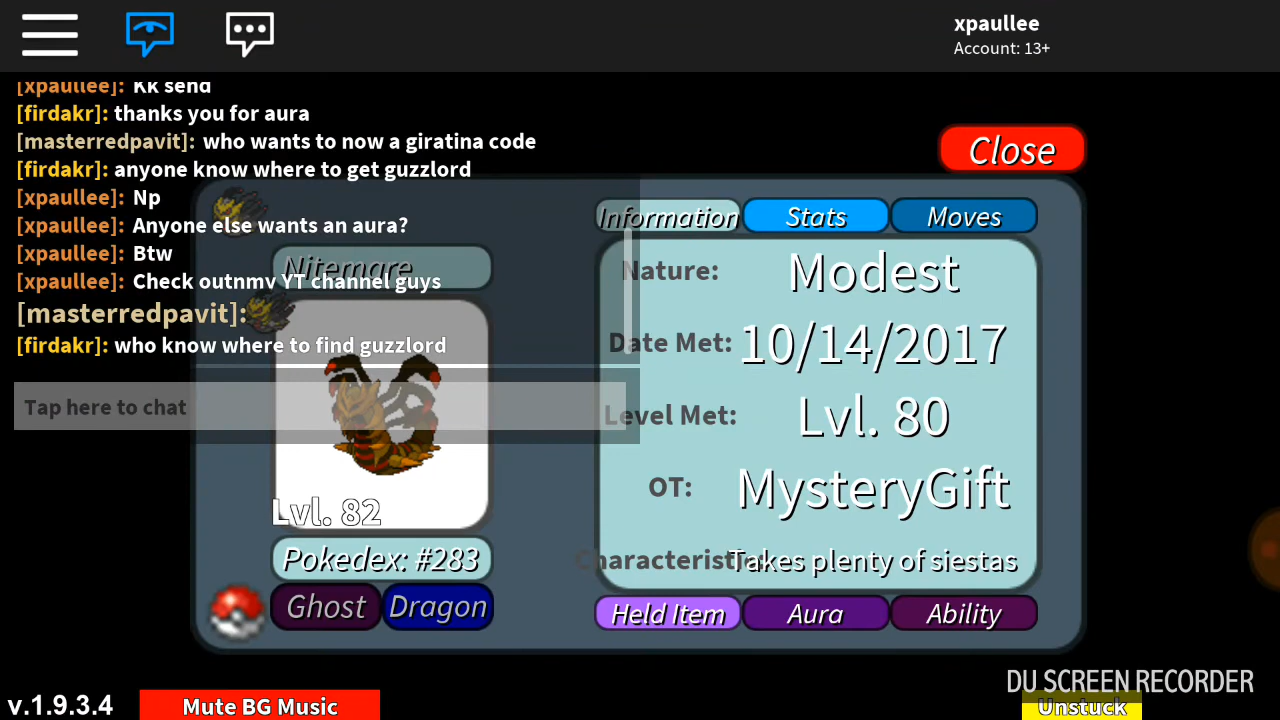 xpaullee
Account: 13+
[xpaullee]: Kk send
[firdakr]: thanks you for aura
[masterredpavit]: who wants to now a giratina code
[firdakr]: anyone know where to get guzzlord
[xpaullee]: Np
[xpaullee]: Anyone else wants an aura?
[xpaullee]: Btw
[xpaullee]: Check outnmv YT channel guys
[masterredpavit]:
[firdakr]: who know where to find guzzlord
Tap here to chat
Close
Nitemare
Lvl. 82
Pokedex: #283
Ghost Dragon
Information Stats Moves
Nature: Modest
Date Met: 10/14/2017
Level Met: Lvl. 80
OT: MysteryGift
Characteristic: Takes plenty of siestas
Held Item Aura Ability
DU SCREEN RECORDER
v.1.9.3.4
Mute BG Music
Unstuck